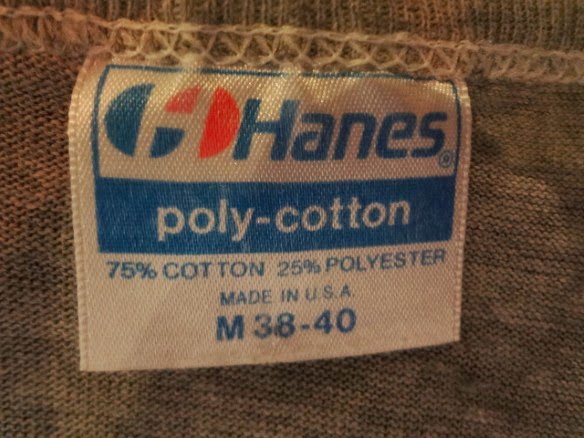 Hanes®
poly-cotton
75% COTTON 25% POLYESTER
MADE IN U.S.A.
M 38-40